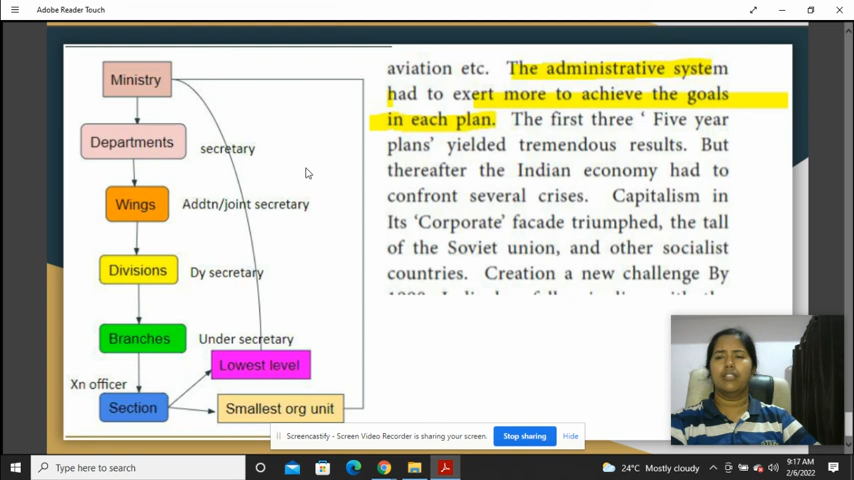 Adobe Reader Touch
Ministry
Departments
secretary
Wings
Addtn/joint secretary
Divisions
Dy secretary
Branches
Under secretary
Lowest level
Xn officer
Section
Smallest org unit
aviation etc. The administrative system
had to exert more to achieve the goals
in each plan. The first three ‘ Five year
plans’ yielded tremendous results. But
thereafter the Indian economy had to
confront several crises. Capitalism in
Its ‘Corporate’ facade triumphed, the tall
of the Soviet union, and other socialist
countries. Creation a new challenge By
Screencastify - Screen Video Recorder is sharing your screen.
Stop sharing
Hide
Type here to search
24°C Mostly cloudy
9:17 AM
2/6/2022